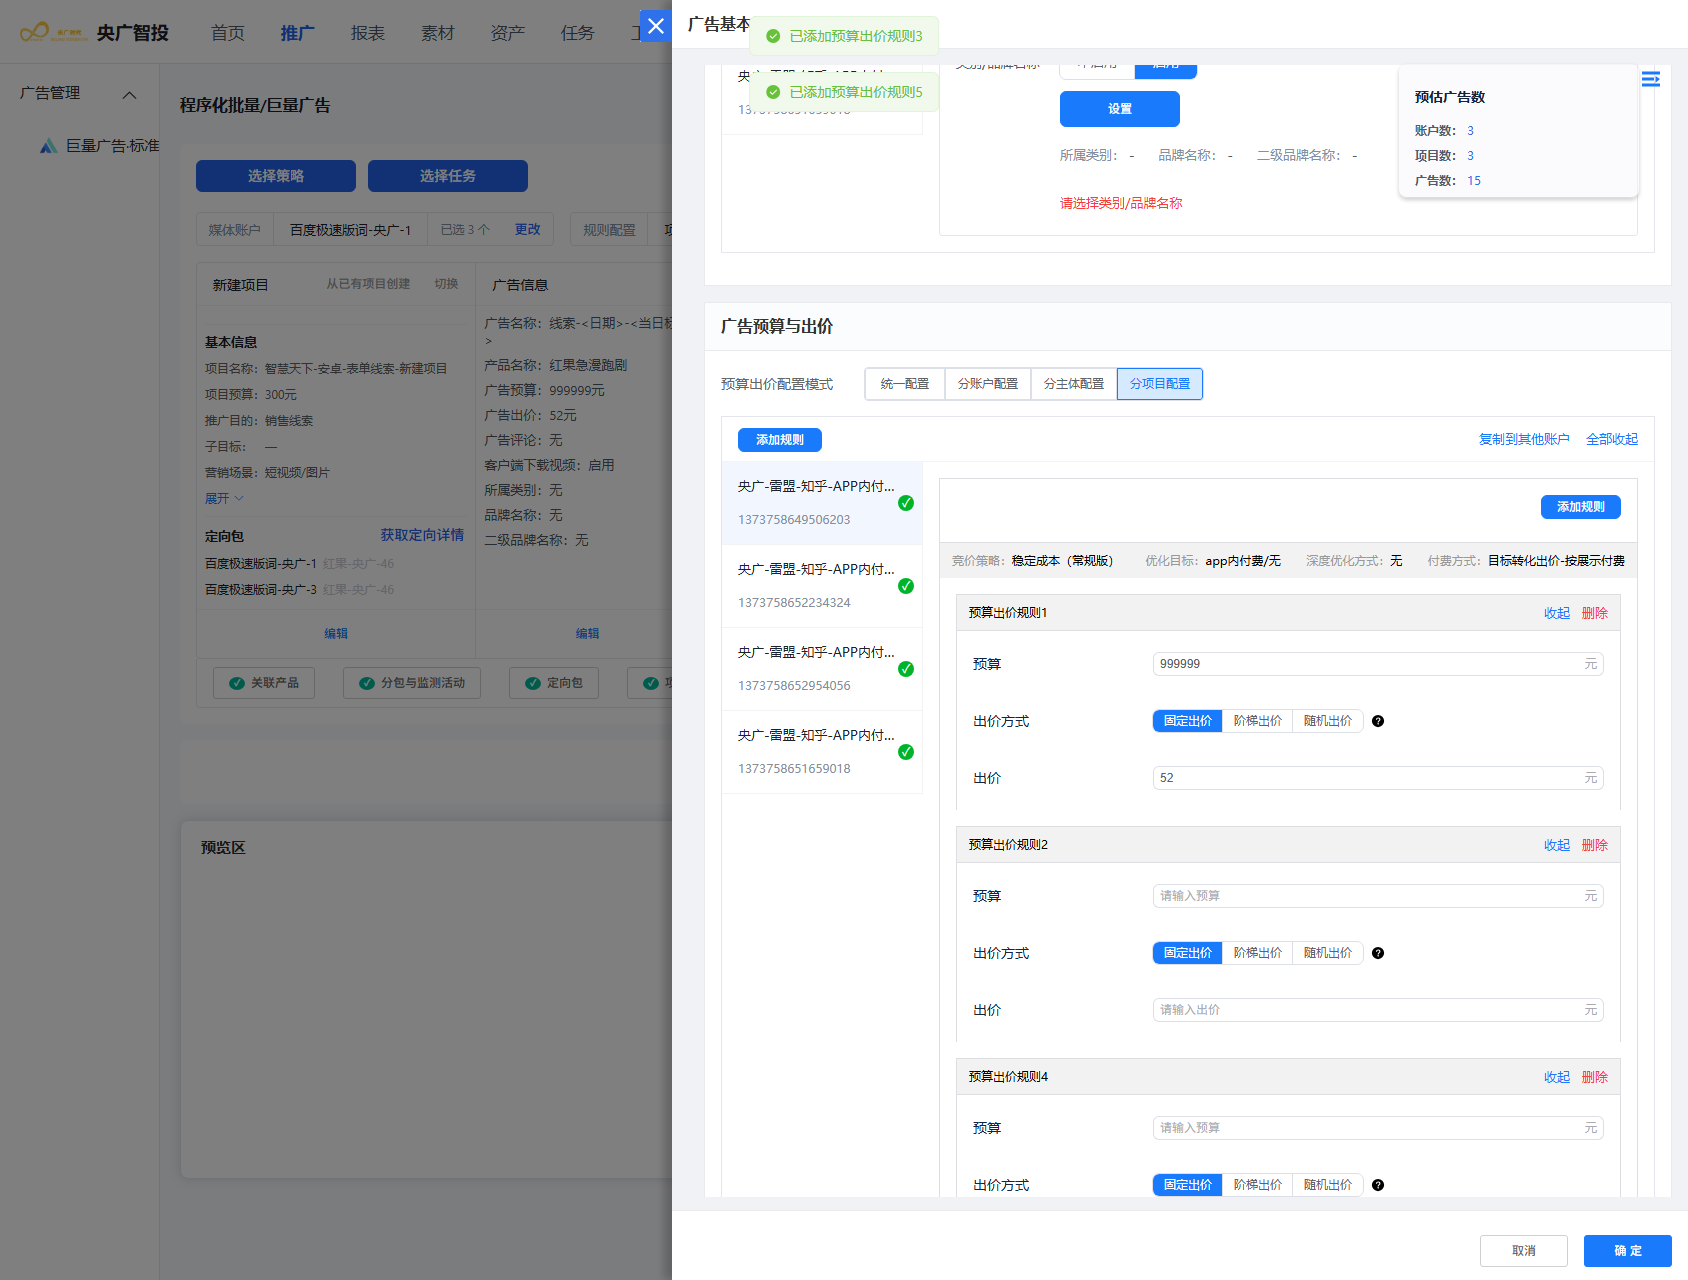 央广智投
首页
推广
报表
素材
资产
任务
广告管理
巨量广告·标准
程序化批量/巨量广告
选择策略
选择任务
媒体账户
百度极速版词-央广-1
已选 3 个
更改
规则配置
新建项目
从已有项目创建
切换
广告信息
基本信息
项目名称：智慧天下-安卓-表单线索-新建项目
项目预算：300元
推广目的：销售线索
子目标： —
营销场景：短视频/图片
展开
定向包
获取定向详情
百度极速版词-央广-1 红果-央广-46
百度极速版词-央广-3 红果-央广-46
编辑
广告名称：线索-<日期>-<当日标
>
产品名称：红果急漫跑剧
广告预算：999999元
广告出价：52元
广告评论：无
客户端下载视频：启用
所属类别：无
品牌名称：无
二级品牌名称：无
编辑
关联产品
分包与监测活动
定向包
预览区
广告基本
已添加预算出价规则3
已添加预算出价规则5
类别/品牌名称
不启用
启用
设置
所属类别： -
品牌名称： -
二级品牌名称： -
请选择类别/品牌名称
预估广告数
账户数： 3
项目数： 3
广告数： 15
广告预算与出价
预算出价配置模式
统一配置
分账户配置
分主体配置
分项目配置
添加规则
复制到其他账户
全部收起
央广-雷盟-知乎-APP内付...
1373758649506203
央广-雷盟-知乎-APP内付...
1373758652234324
央广-雷盟-知乎-APP内付...
1373758652954056
央广-雷盟-知乎-APP内付...
1373758651659018
添加规则
竞价策略：稳定成本（常规版）
优化目标：app内付费/无
深度优化方式：无
付费方式：目标转化出价-按展示付费
预算出价规则1
收起
删除
预算
999999
元
出价方式
固定出价
阶梯出价
随机出价
出价
52
元
预算出价规则2
收起
删除
预算
请输入预算
元
出价方式
固定出价
阶梯出价
随机出价
出价
请输入出价
元
预算出价规则4
收起
删除
预算
请输入预算
元
出价方式
固定出价
阶梯出价
随机出价
取消
确 定